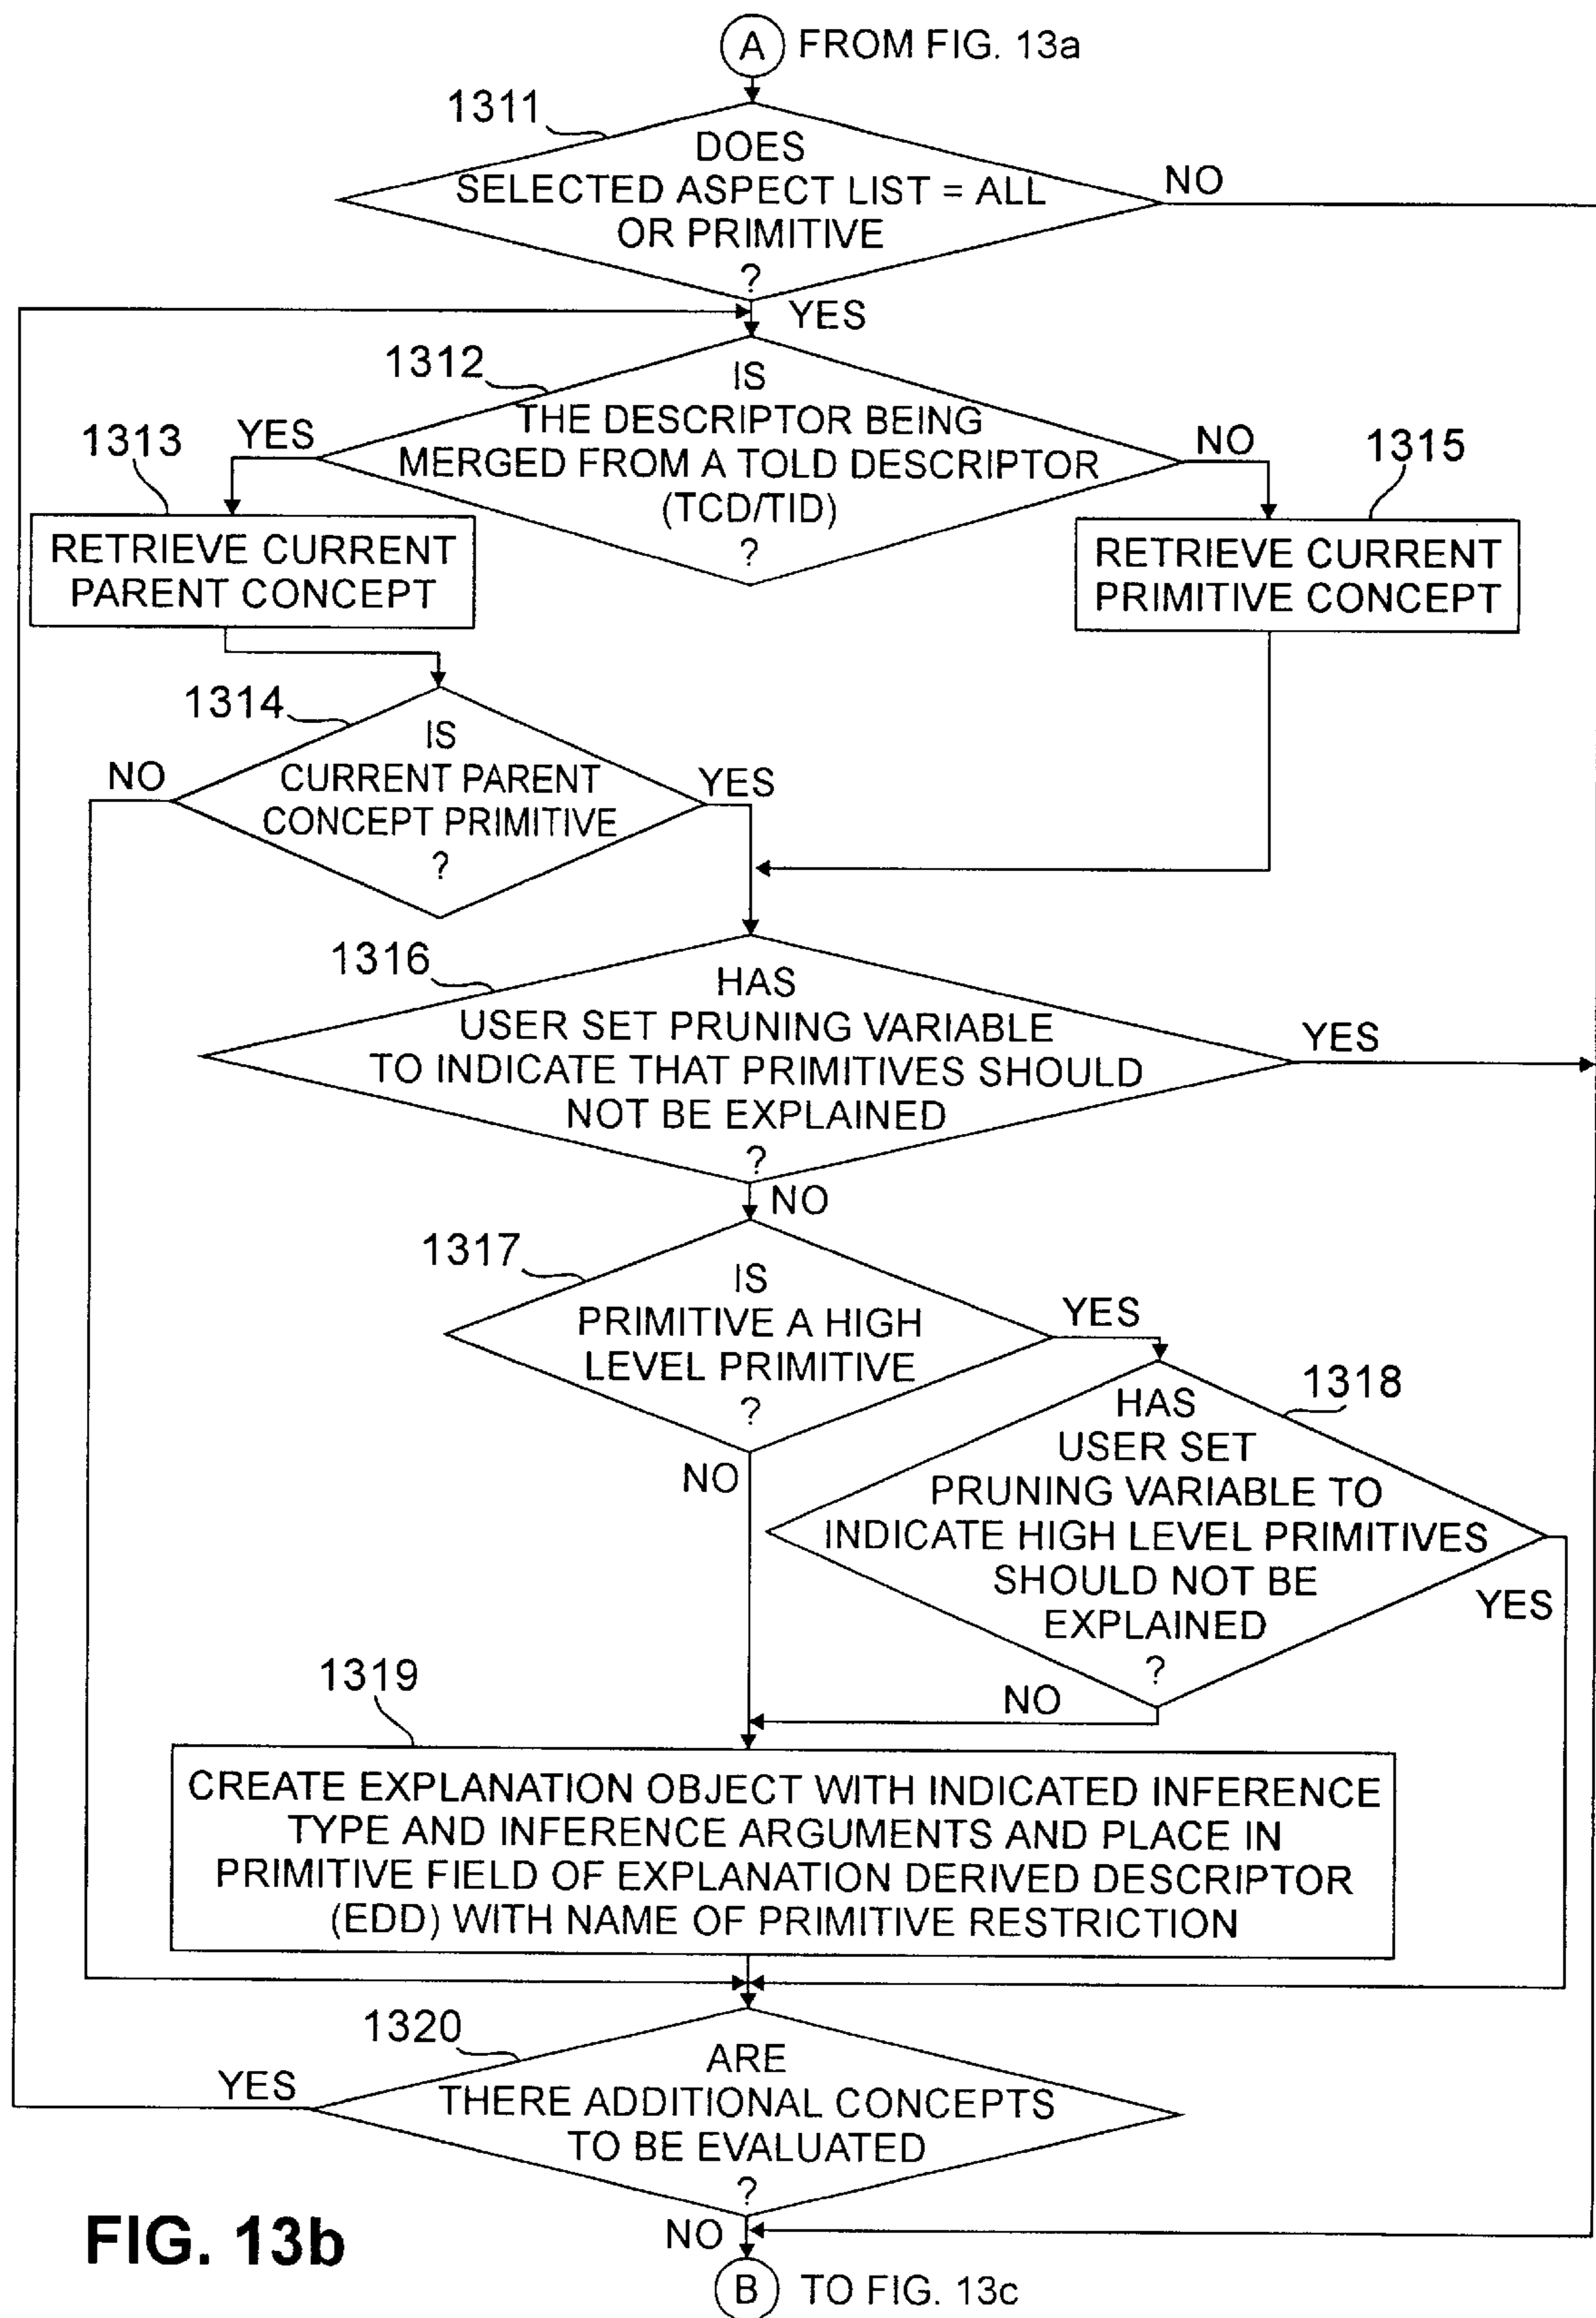 A FROM FIG. 13a
1311
DOES
SELECTED ASPECT LIST = ALL
OR PRIMITIVE
?
NO
YES
1312
IS
THE DESCRIPTOR BEING
MERGED FROM A TOLD DESCRIPTOR
(TCD/TID)
?
YES
NO
1313
RETRIEVE CURRENT
PARENT CONCEPT
1315
RETRIEVE CURRENT
PRIMITIVE CONCEPT
1314
IS
CURRENT PARENT
CONCEPT PRIMITIVE
?
NO
YES
1316
HAS
USER SET PRUNING VARIABLE
TO INDICATE THAT PRIMITIVES SHOULD
NOT BE EXPLAINED
?
YES
NO
1317
IS
PRIMITIVE A HIGH
LEVEL PRIMITIVE
?
YES
NO
1318
HAS
USER SET
PRUNING VARIABLE TO
INDICATE HIGH LEVEL PRIMITIVES
SHOULD NOT BE
EXPLAINED
?
YES
NO
1319
CREATE EXPLANATION OBJECT WITH INDICATED INFERENCE
TYPE AND INFERENCE ARGUMENTS AND PLACE IN
PRIMITIVE FIELD OF EXPLANATION DERIVED DESCRIPTOR
(EDD) WITH NAME OF PRIMITIVE RESTRICTION
1320
ARE
THERE ADDITIONAL CONCEPTS
TO BE EVALUATED
?
YES
NO
B TO FIG. 13c
FIG. 13b